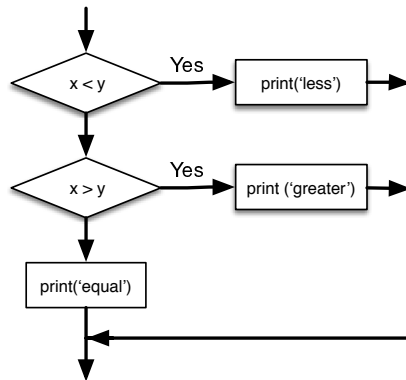 x < y
Yes
print(‘less’)
x > y
Yes
print (‘greater’)
print(‘equal’)